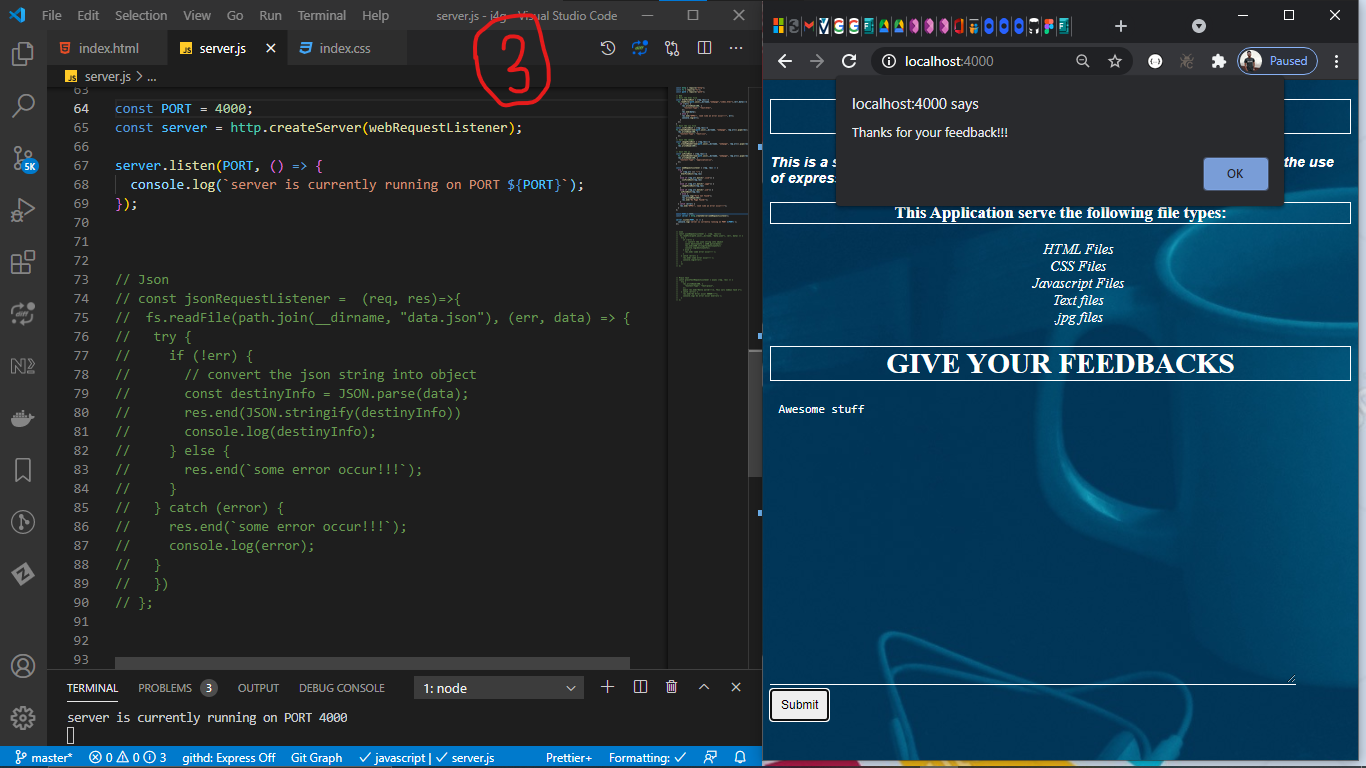 File Edit Selection View Go Run Terminal Help server.js - j4g - Visual Studio Code
3
index.html server.js index.css
JS server.js > ...
63
64 const PORT = 4000;
65 const server = http.createServer(webRequestListener);
66
67 server.listen(PORT, () => {
68 console.log(`server is currently running on PORT ${PORT}`);
69 });
70
71
72
73 // Json
74 // const jsonRequestListener = (req, res)=>{
75 // fs.readFile(path.join(__dirname, "data.json"), (err, data) => {
76 // try {
77 // if (!err) {
78 // // convert the json string into object
79 // const destinyInfo = JSON.parse(data);
80 // res.end(JSON.stringify(destinyInfo))
81 // console.log(destinyInfo);
82 // } else {
83 // res.end(`some error occur!!!`);
84 // }
85 // } catch (error) {
86 // res.end(`some error occur!!!`);
87 // console.log(error);
88 // }
89 // })
90 // };
91
92
93
5K
TERMINAL PROBLEMS 3 OUTPUT DEBUG CONSOLE 1: node
server is currently running on PORT 4000
master* 0 0 3 githd: Express Off Git Graph javascript | server.js Prettier+ Formatting:
localhost:4000 Paused
localhost:4000 says
Thanks for your feedback!!!
OK
This is a s the use
of expres
This Application serve the following file types:
HTML Files
CSS Files
Javascript Files
Text files
.jpg files
GIVE YOUR FEEDBACKS
Awesome stuff
Submit